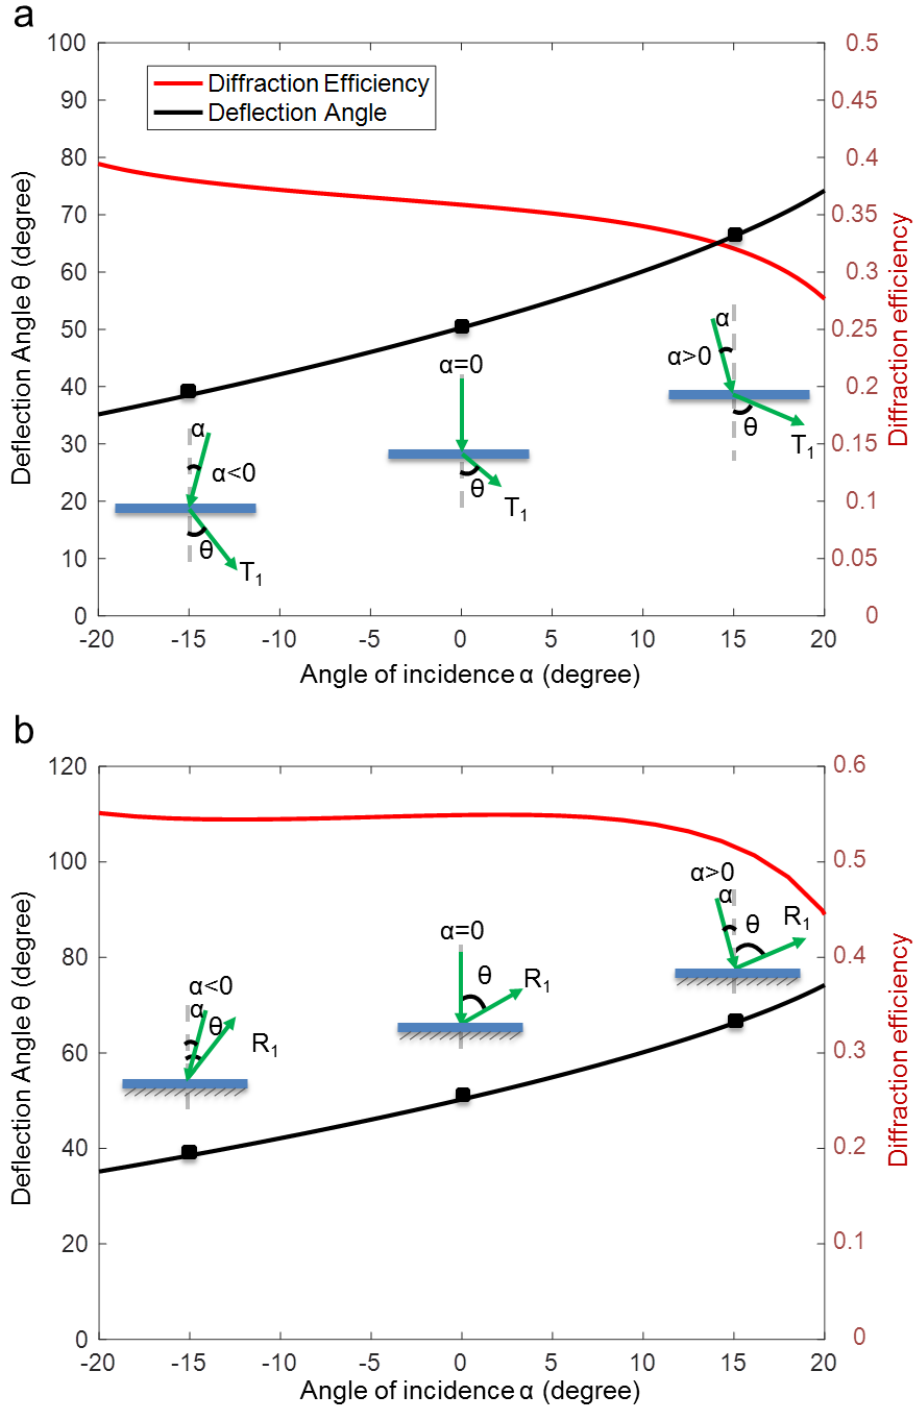 a
100
90
80
70
60
50
40
30
20
10
0
Deflection Angle θ (degree)
0.5
0.45
0.4
0.35
0.3
0.25
0.2
0.15
0.1
0.05
0
Diffraction efficiency
Diffraction Efficiency
Deflection Angle
α
α<0
θ
T1
α=0
θ
T1
α
α>0
θ
T1
-20 -15 -10 -5 0 5 10 15 20
Angle of incidence α (degree)
b
120
100
80
60
40
20
0
Deflection Angle θ (degree)
0.6
0.5
0.4
0.3
0.2
0.1
0
Diffraction efficiency
α<0
α
θ
R1
α=0
θ
R1
α>0
α
θ
R1
-20 -15 -10 -5 0 5 10 15 20
Angle of incidence α (degree)